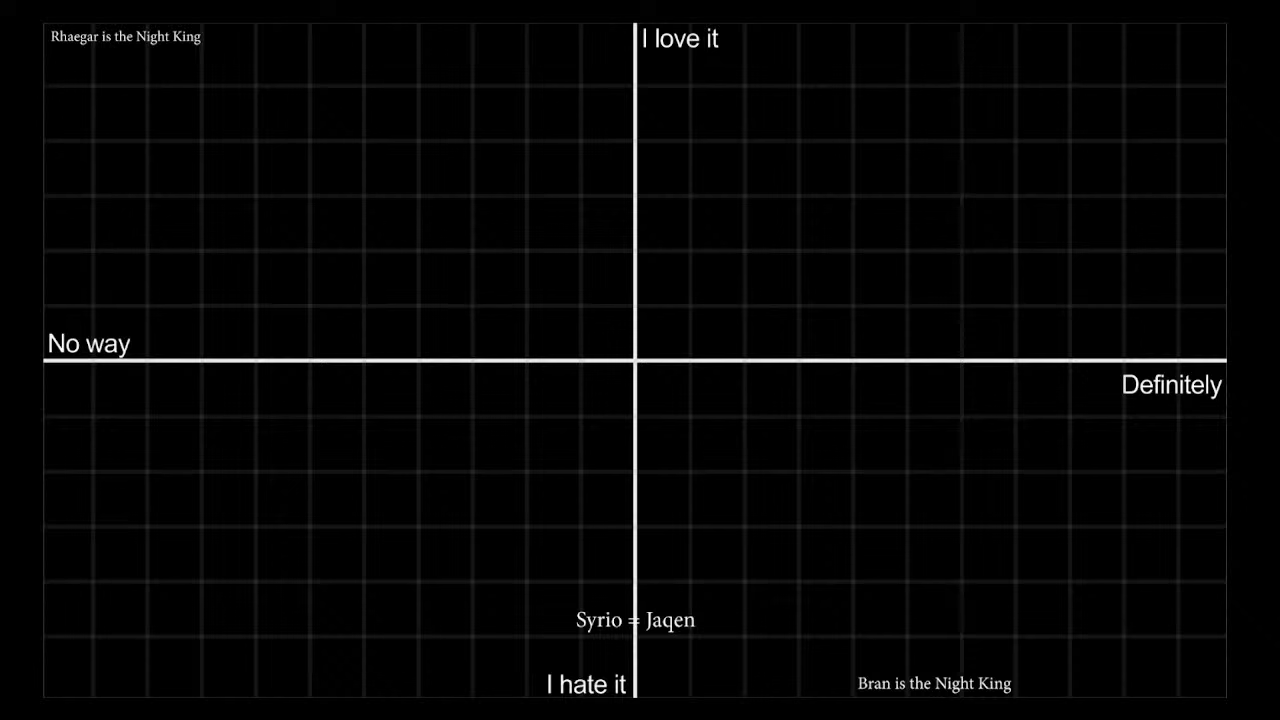 Rhaegar is the Night King
I love it
No way
Definitely
Syrio = Jaqen
I hate it
Bran is the Night King